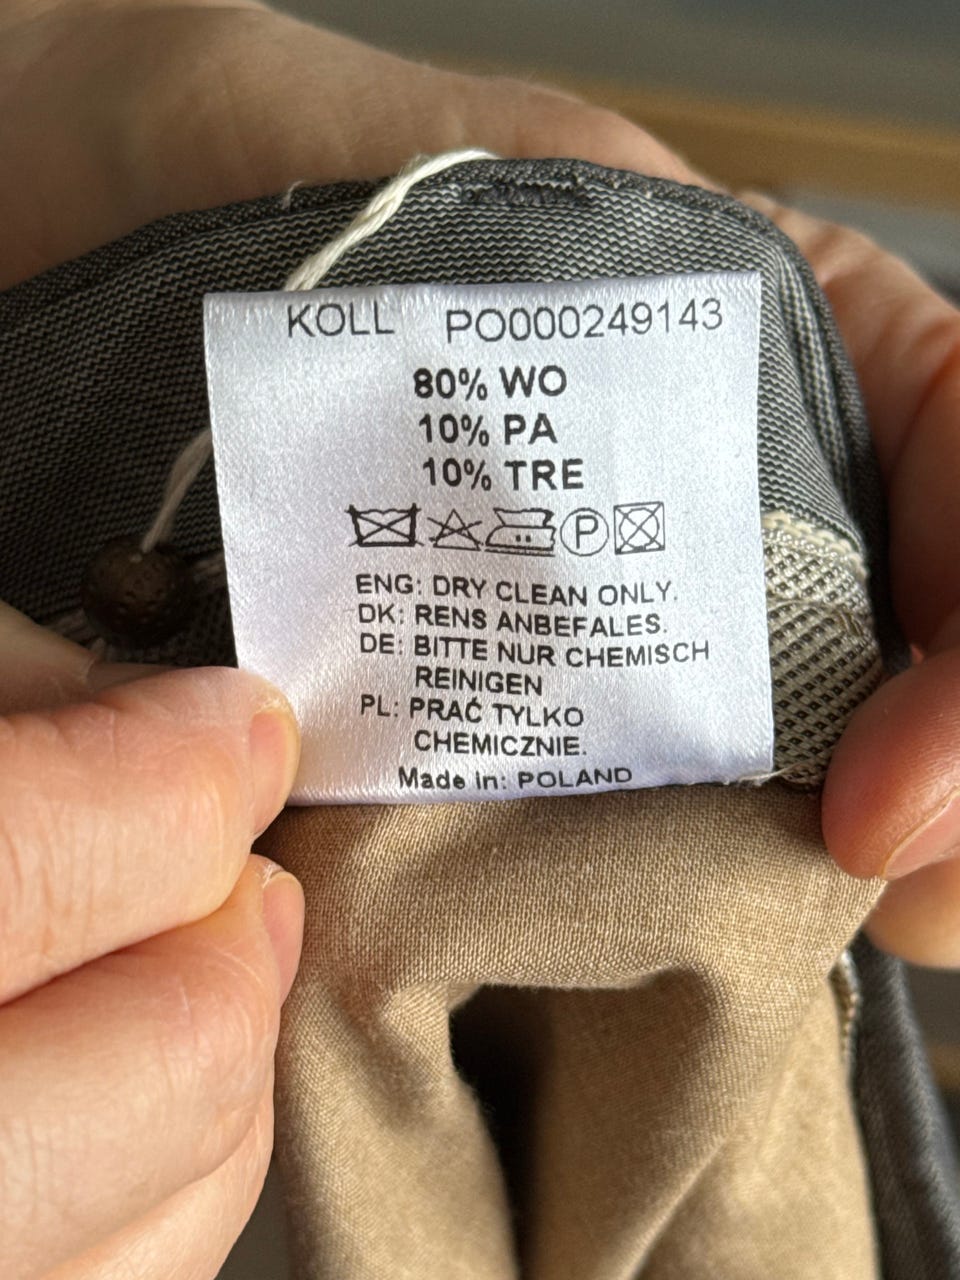 KOLL PO000249143
80% WO
10% PA
10% TRE
P
ENG: DRY CLEAN ONLY.
DK: RENS ANBEFALES.
DE: BITTE NUR CHEMISCH
REINIGEN
PL: PRAĆ TYLKO
CHEMICZNIE.
Made in: POLAND